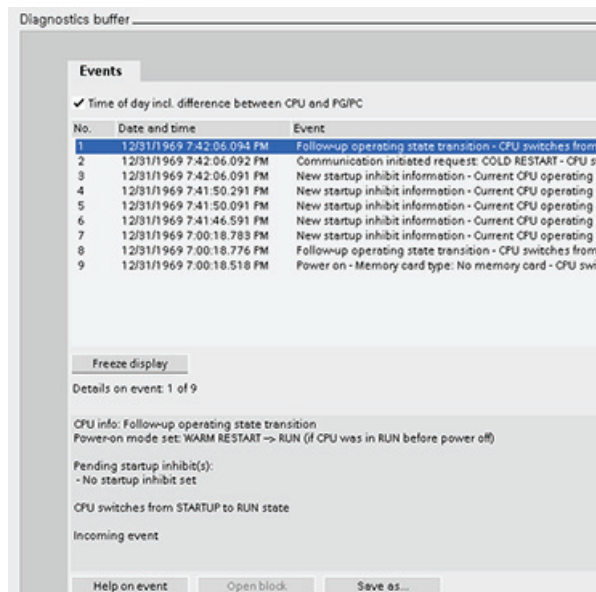 Diagnostics buffer
Events
✓ Time of day incl. difference between CPU and PG/PC
No. Date and time Event
1 12/31/1969 7:42:06.094 PM Follow-up operating state transition - CPU switches from
2 12/31/1969 7:42:06.092 PM Communication initiated request: COLD RESTART - CPU s
3 12/31/1969 7:42:06.091 PM New startup inhibit information - Current CPU operating
4 12/31/1969 7:41:50.291 PM New startup inhibit information - Current CPU operating
5 12/31/1969 7:41:50.091 PM New startup inhibit information - Current CPU operating
6 12/31/1969 7:41:46.591 PM New startup inhibit information - Current CPU operating
7 12/31/1969 7:00:18.783 PM New startup inhibit information - Current CPU operating
8 12/31/1969 7:00:18.776 PM Follow-up operating state transition - CPU switches from
9 12/31/1969 7:00:18.518 PM Power on - Memory card type: No memory card - CPU swi
Freeze display
Details on event: 1 of 9
CPU info: Follow-up operating state transition
Power-on mode set: WARM RESTART -> RUN (if CPU was in RUN before power off)
Pending startup inhibit(s):
- No startup inhibit set
CPU switches from STARTUP to RUN state
Incoming event
Help on event Open block Save as...